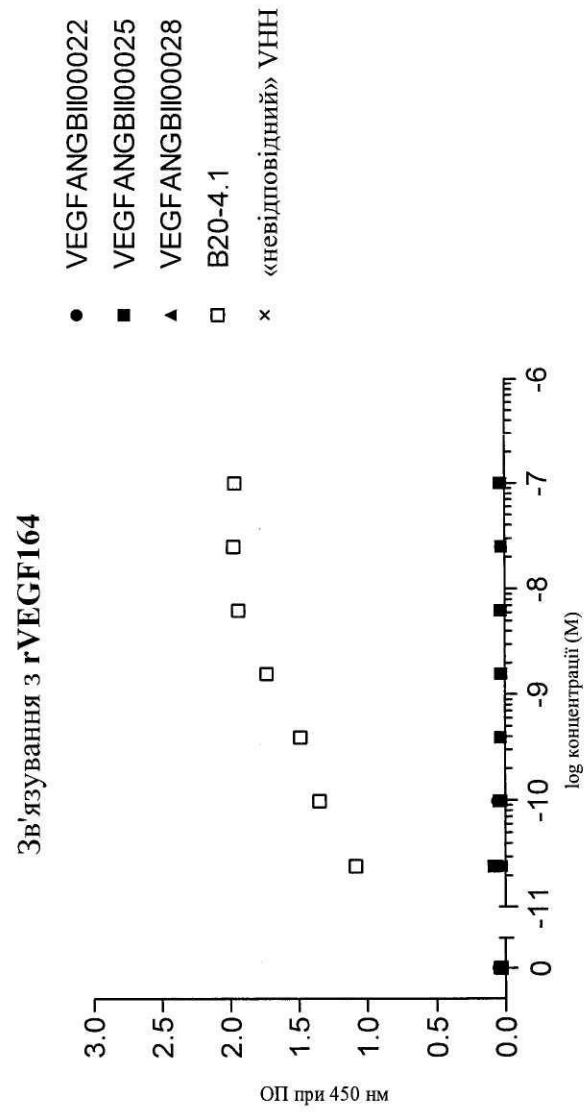 Зв'язування з rVEGF164
VEGFANGBII00022
VEGFANGBII00025
VEGFANGBII00028
B20-4.1
«невідповідний» VHH
ОП при 450 нм
3.0
2.5
2.0
1.5
1.0
0.5
0.0
0 -11 -10 -9 -8 -7 -6
log концентрації (М)